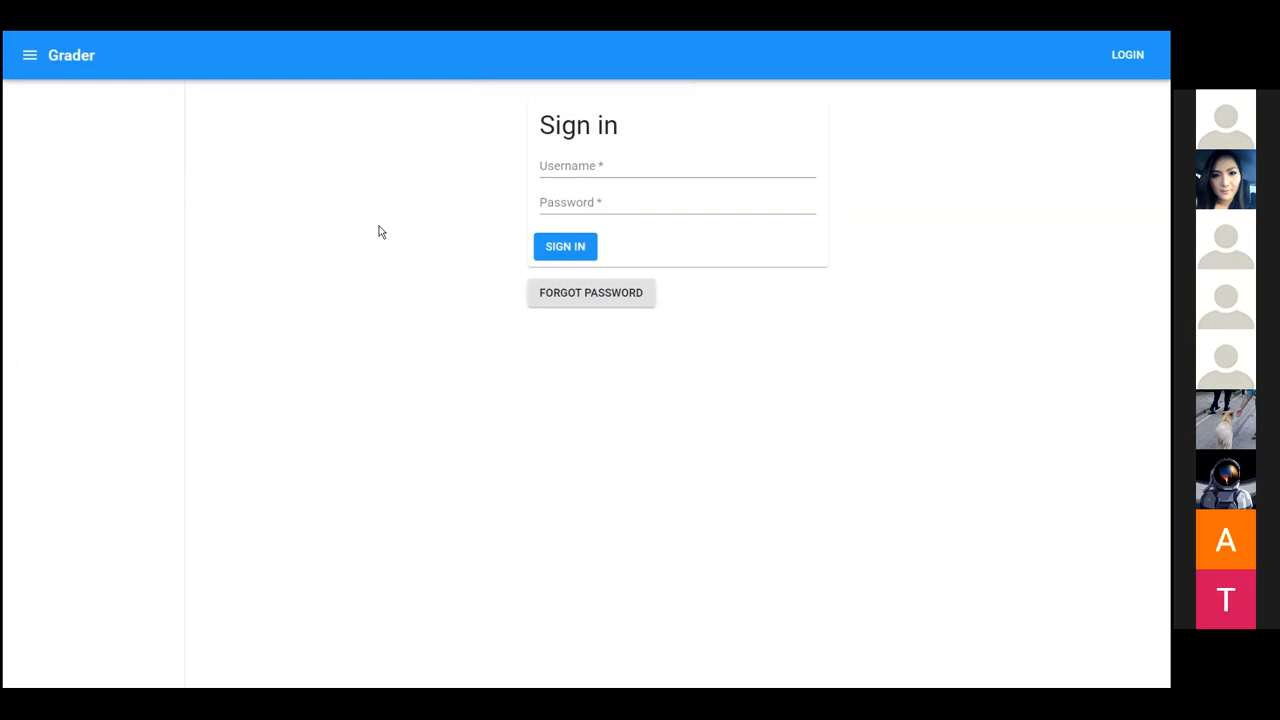 Grader
LOGIN
Sign in
Username *
Password *
SIGN IN
FORGOT PASSWORD
A
T